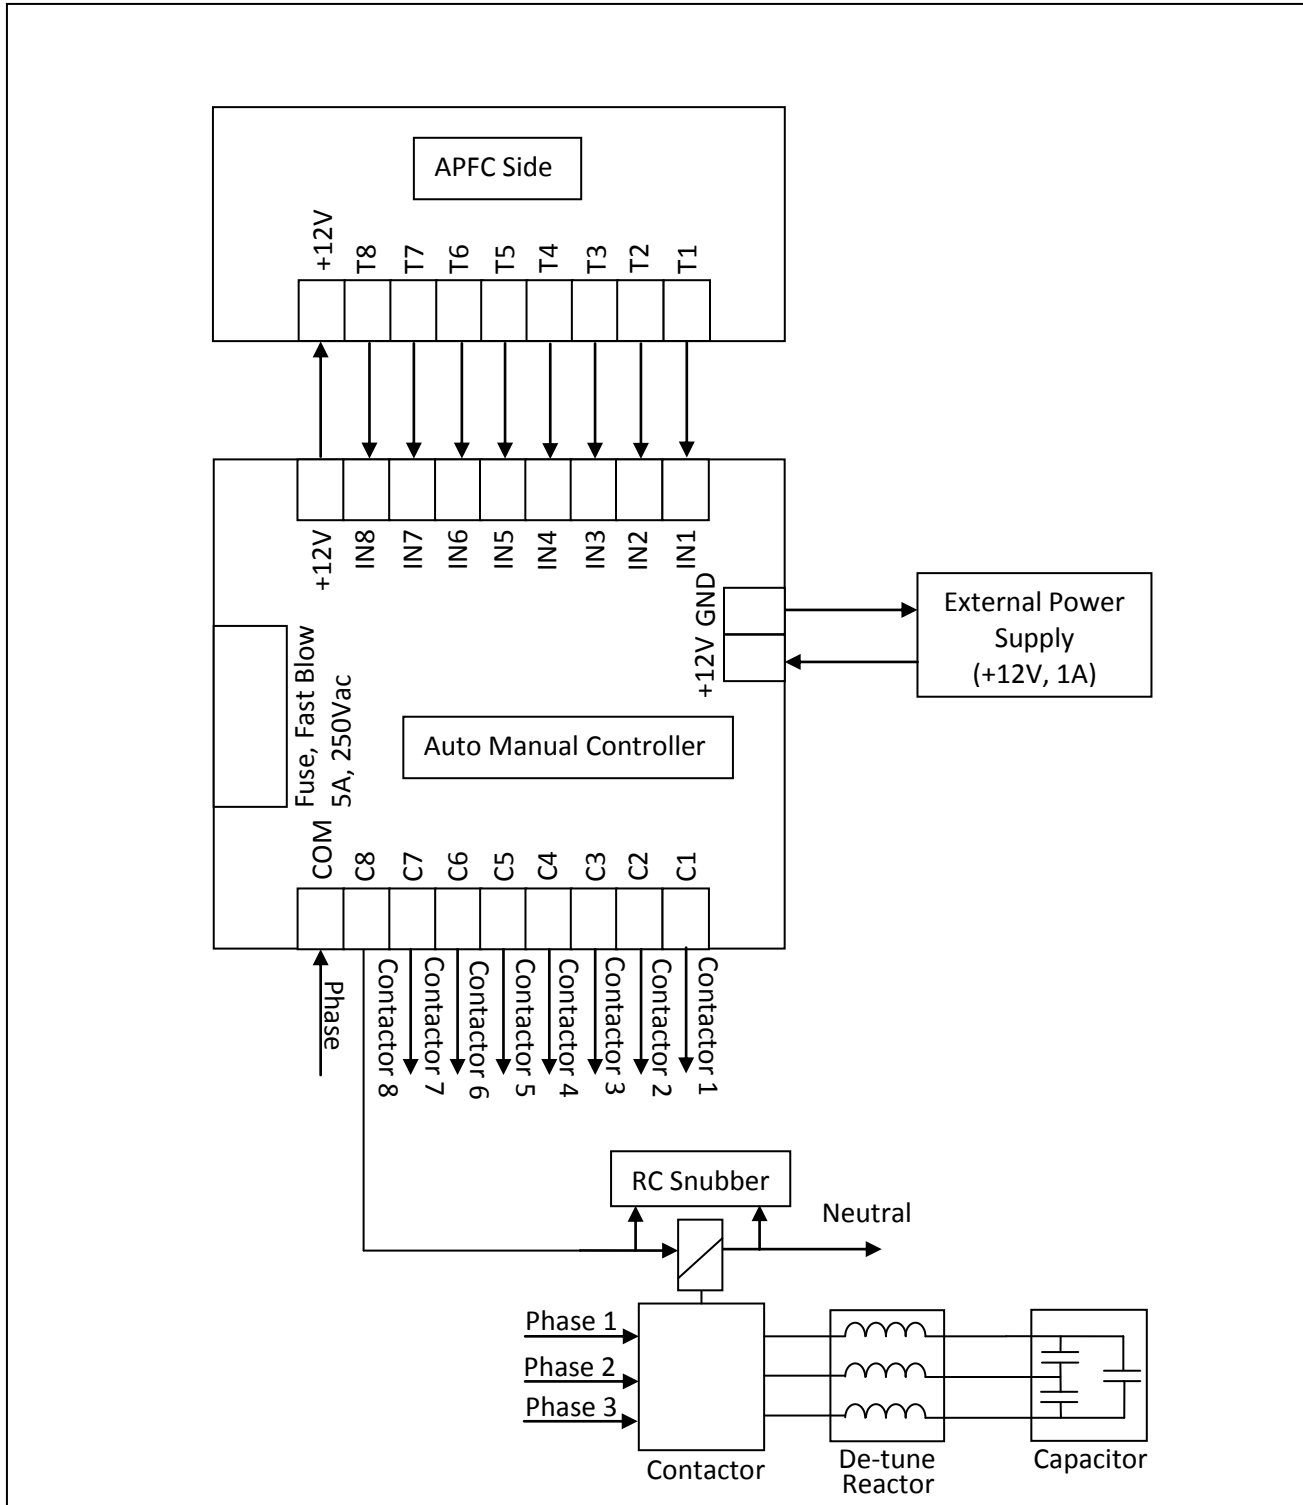 APFC Side
+12V
T8
T7
T6
T5
T4
T3
T2
T1
+12V
IN8
IN7
IN6
IN5
IN4
IN3
IN2
IN1
+12V GND
External Power
Supply
(+12V, 1A)
Fuse, Fast Blow
5A, 250Vac
Auto Manual Controller
COM
C8
C7
C6
C5
C4
C3
C2
C1
Phase
Contactor 8
Contactor 7
Contactor 6
Contactor 5
Contactor 4
Contactor 3
Contactor 2
Contactor 1
RC Snubber
Neutral
Phase 1
Phase 2
Phase 3
Contactor
De-tune
Reactor
Capacitor